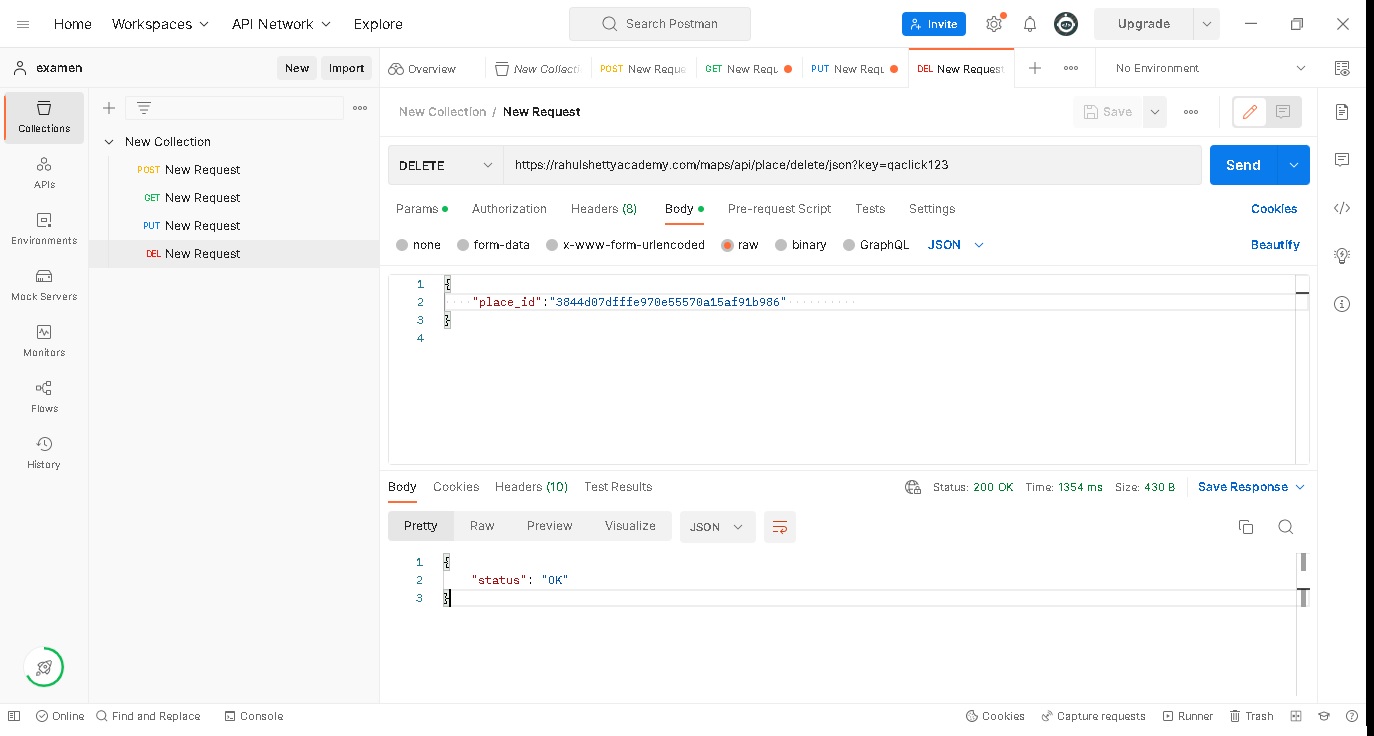 Home Workspaces API Network Explore Search Postman Invite Upgrade
examen New Import Overview New Collecti POST New Reque GET New Requ PUT New Requ DEL New Request No Environment
Collections
APIs
Environments
Mock Servers
Monitors
Flows
History
New Collection
POST New Request
GET New Request
PUT New Request
DEL New Request
New Collection / New Request Save
DELETE https://rahulshettyacademy.com/maps/api/place/delete/json?key=qaclick123 Send
Params Authorization Headers (8) Body Pre-request Script Tests Settings Cookies
none form-data x-www-form-urlencoded raw binary GraphQL JSON Beautify
1 {
2 "place_id":"3844d07dfffe970e55570a15af91b986"
3 }
4
Body Cookies Headers (10) Test Results Status: 200 OK Time: 1354 ms Size: 430 B Save Response
Pretty Raw Preview Visualize JSON
1 {
2 "status": "OK"
3 }
Online Find and Replace Console Cookies Capture requests Runner Trash